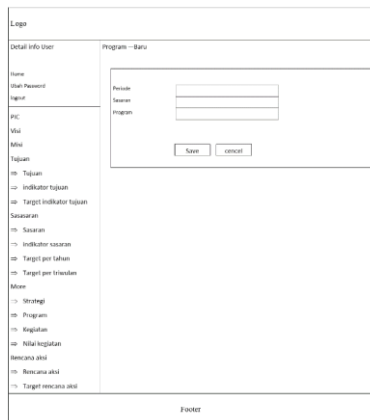 Logo
Detail info User
Program —Baru
Home
Ubah Password
logout
Periode
Sasaran
Program
Save
cencel
PIC
Visi
Misi
Tujuan
⇒ Tujuan
⇒ indikator tujuan
⇒ Target indikator tujuan
Sasasaran
⇒ Sasaran
⇒ indikator sasaran
⇒ Target per tahun
⇒ Target per triwulan
More
⇒ Strategi
⇒ Program
⇒ Kegiatan
⇒ Nilai kegiatan
Rencana aksi
⇒ Rencana aksi
⇒ Target rencana aksi
Footer